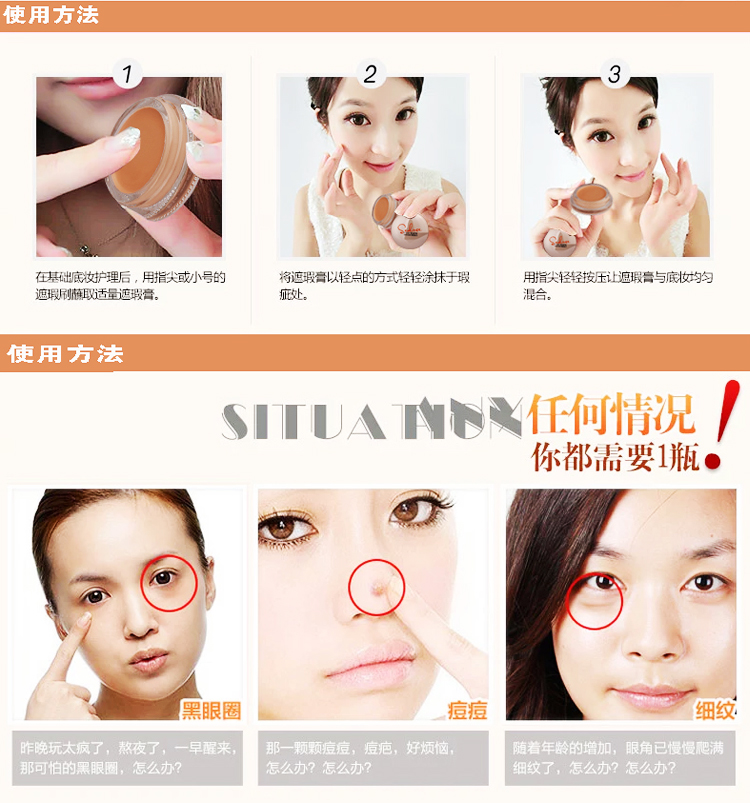 使用方法
1
2
3
在基础底妆护理后，用指尖或小号的
遮瑕刷蘸取适量遮瑕膏。
将遮瑕膏以轻点的方式轻轻涂抹于瑕
疵处。
用指尖轻轻按压让遮瑕膏与底妆均匀
混合。
使用方法
SITUATION
ANY
任何情况
你都需要1瓶
!
黑眼圈
痘痘
细纹
昨晚玩太疯了，熬夜了，一早醒来，
那可怕的黑眼圈，怎么办?
那一颗颗痘痘，痘疤，好烦恼，
怎么办？怎么办?
随着年龄的增加，眼角已慢慢爬满
细纹了，怎么办？怎么办?